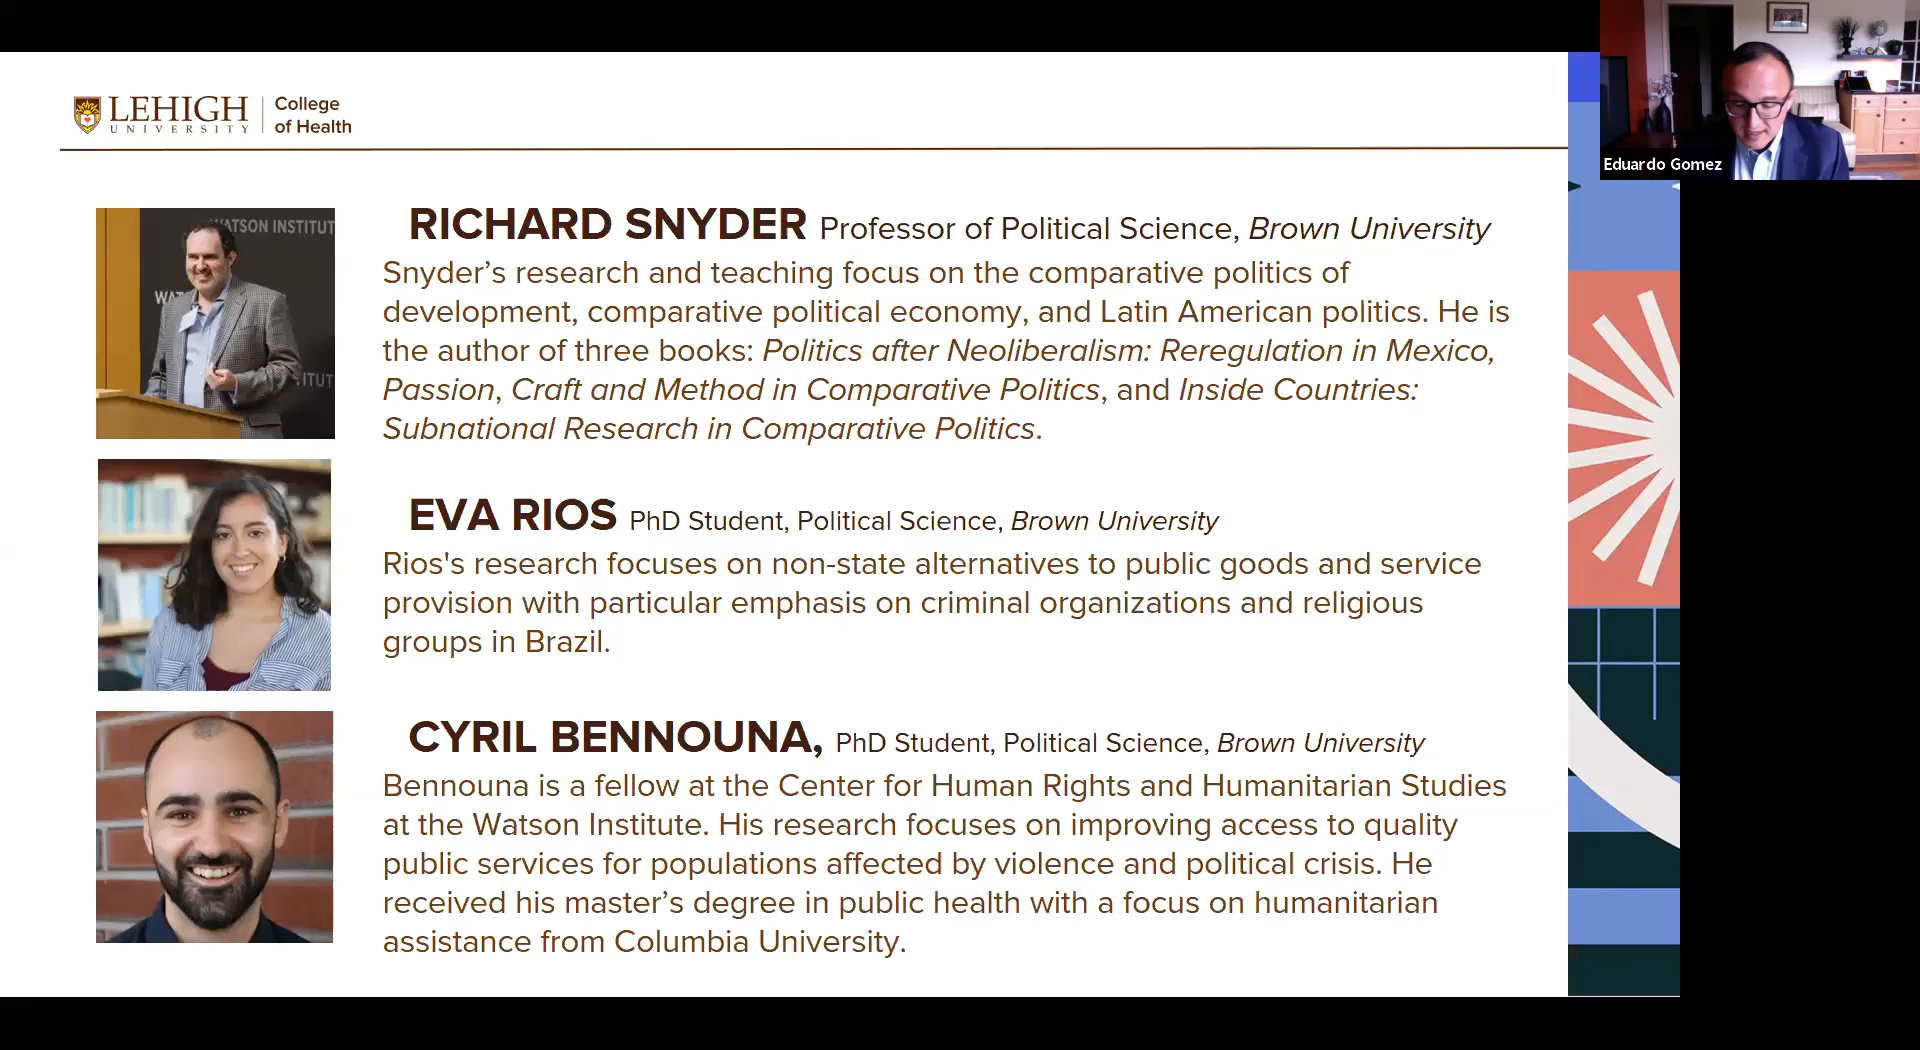 LEHIGH
UNIVERSITY
College
of Health
Eduardo Gomez
WATSON INSTITUT
WAT
ITUT
RICHARD SNYDER Professor of Political Science, Brown University
Snyder’s research and teaching focus on the comparative politics of
development, comparative political economy, and Latin American politics. He is
the author of three books: Politics after Neoliberalism: Reregulation in Mexico,
Passion, Craft and Method in Comparative Politics, and Inside Countries:
Subnational Research in Comparative Politics.
EVA RIOS PhD Student, Political Science, Brown University
Rios's research focuses on non-state alternatives to public goods and service
provision with particular emphasis on criminal organizations and religious
groups in Brazil.
CYRIL BENNOUNA, PhD Student, Political Science, Brown University
Bennouna is a fellow at the Center for Human Rights and Humanitarian Studies
at the Watson Institute. His research focuses on improving access to quality
public services for populations affected by violence and political crisis. He
received his master’s degree in public health with a focus on humanitarian
assistance from Columbia University.